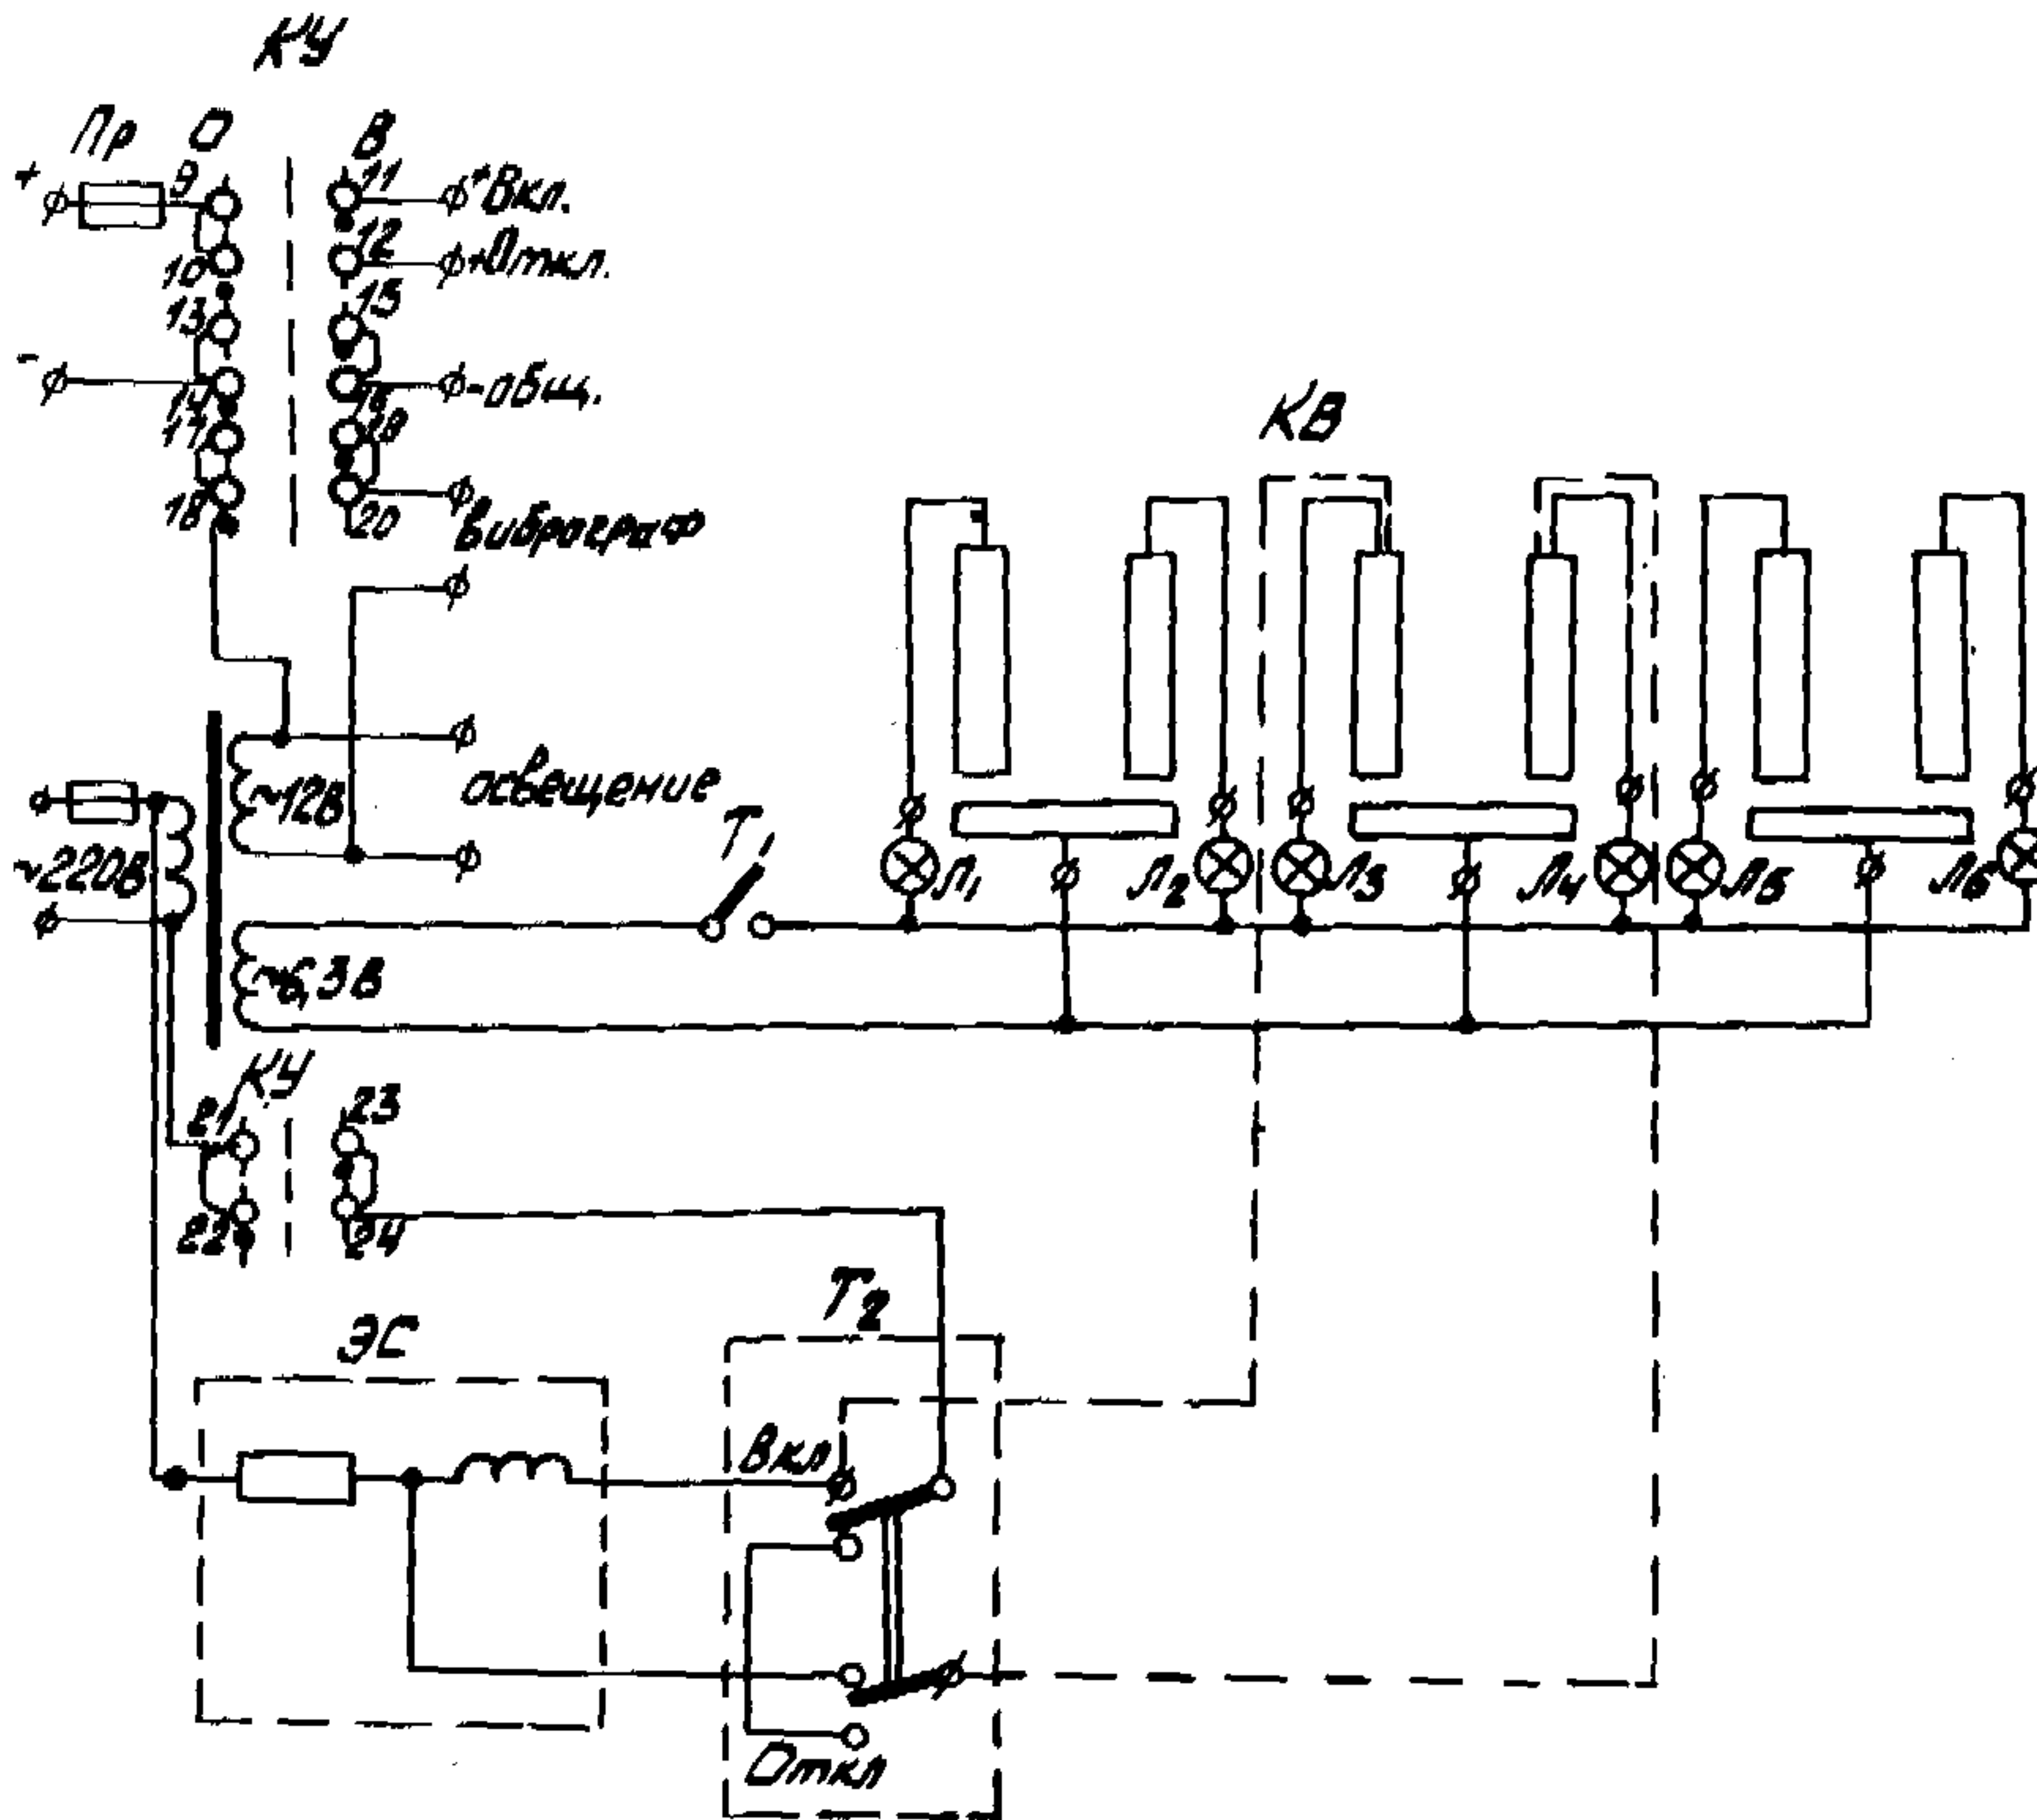 КУ
Пр О В
+ 9 11 +Вкл.
10 12 +Откл.
13 15
- 14 16 -общ.
17 19
18 20 Виброграф
КВ
~12В освещение
~220В
Т1
Л1 Л2 Л3 Л4 Л5 Л6
~6,3В
КУ
21 23
22 24
Т2
ЭС
Вкл
Откл